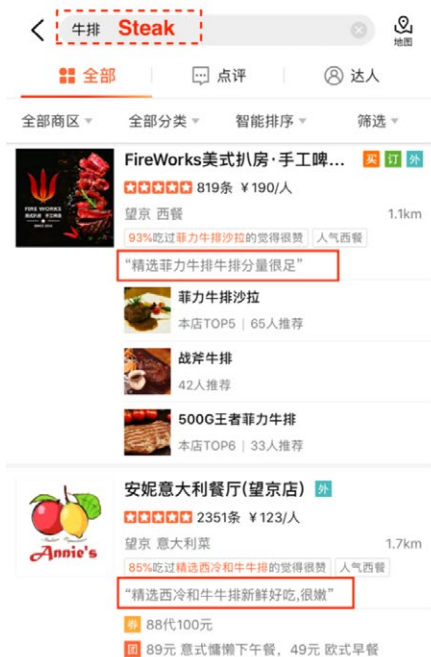 牛排 Steak
地图
全部 点评 达人
全部商区 全部分类 智能排序 筛选
FireWorks美式扒房·手工啤... 买 订 外
819条 ¥190/人
望京 西餐 1.1km
93%吃过菲力牛排沙拉的觉得很赞 人气西餐
“精选菲力牛排牛排分量很足”
FIRE WORKS
菲力牛排沙拉
本店TOP5 | 65人推荐
战斧牛排
42人推荐
500G王者菲力牛排
本店TOP6 | 33人推荐
安妮意大利餐厅(望京店) 外
2351条 ¥123/人
望京 意大利菜 1.7km
Annie's
85%吃过精选西冷和牛牛排的觉得很赞 人气西餐
“精选西冷和牛牛排新鲜好吃,很嫩”
券 88代100元
团 89元 意式慵懒下午餐，49元 欧式早餐